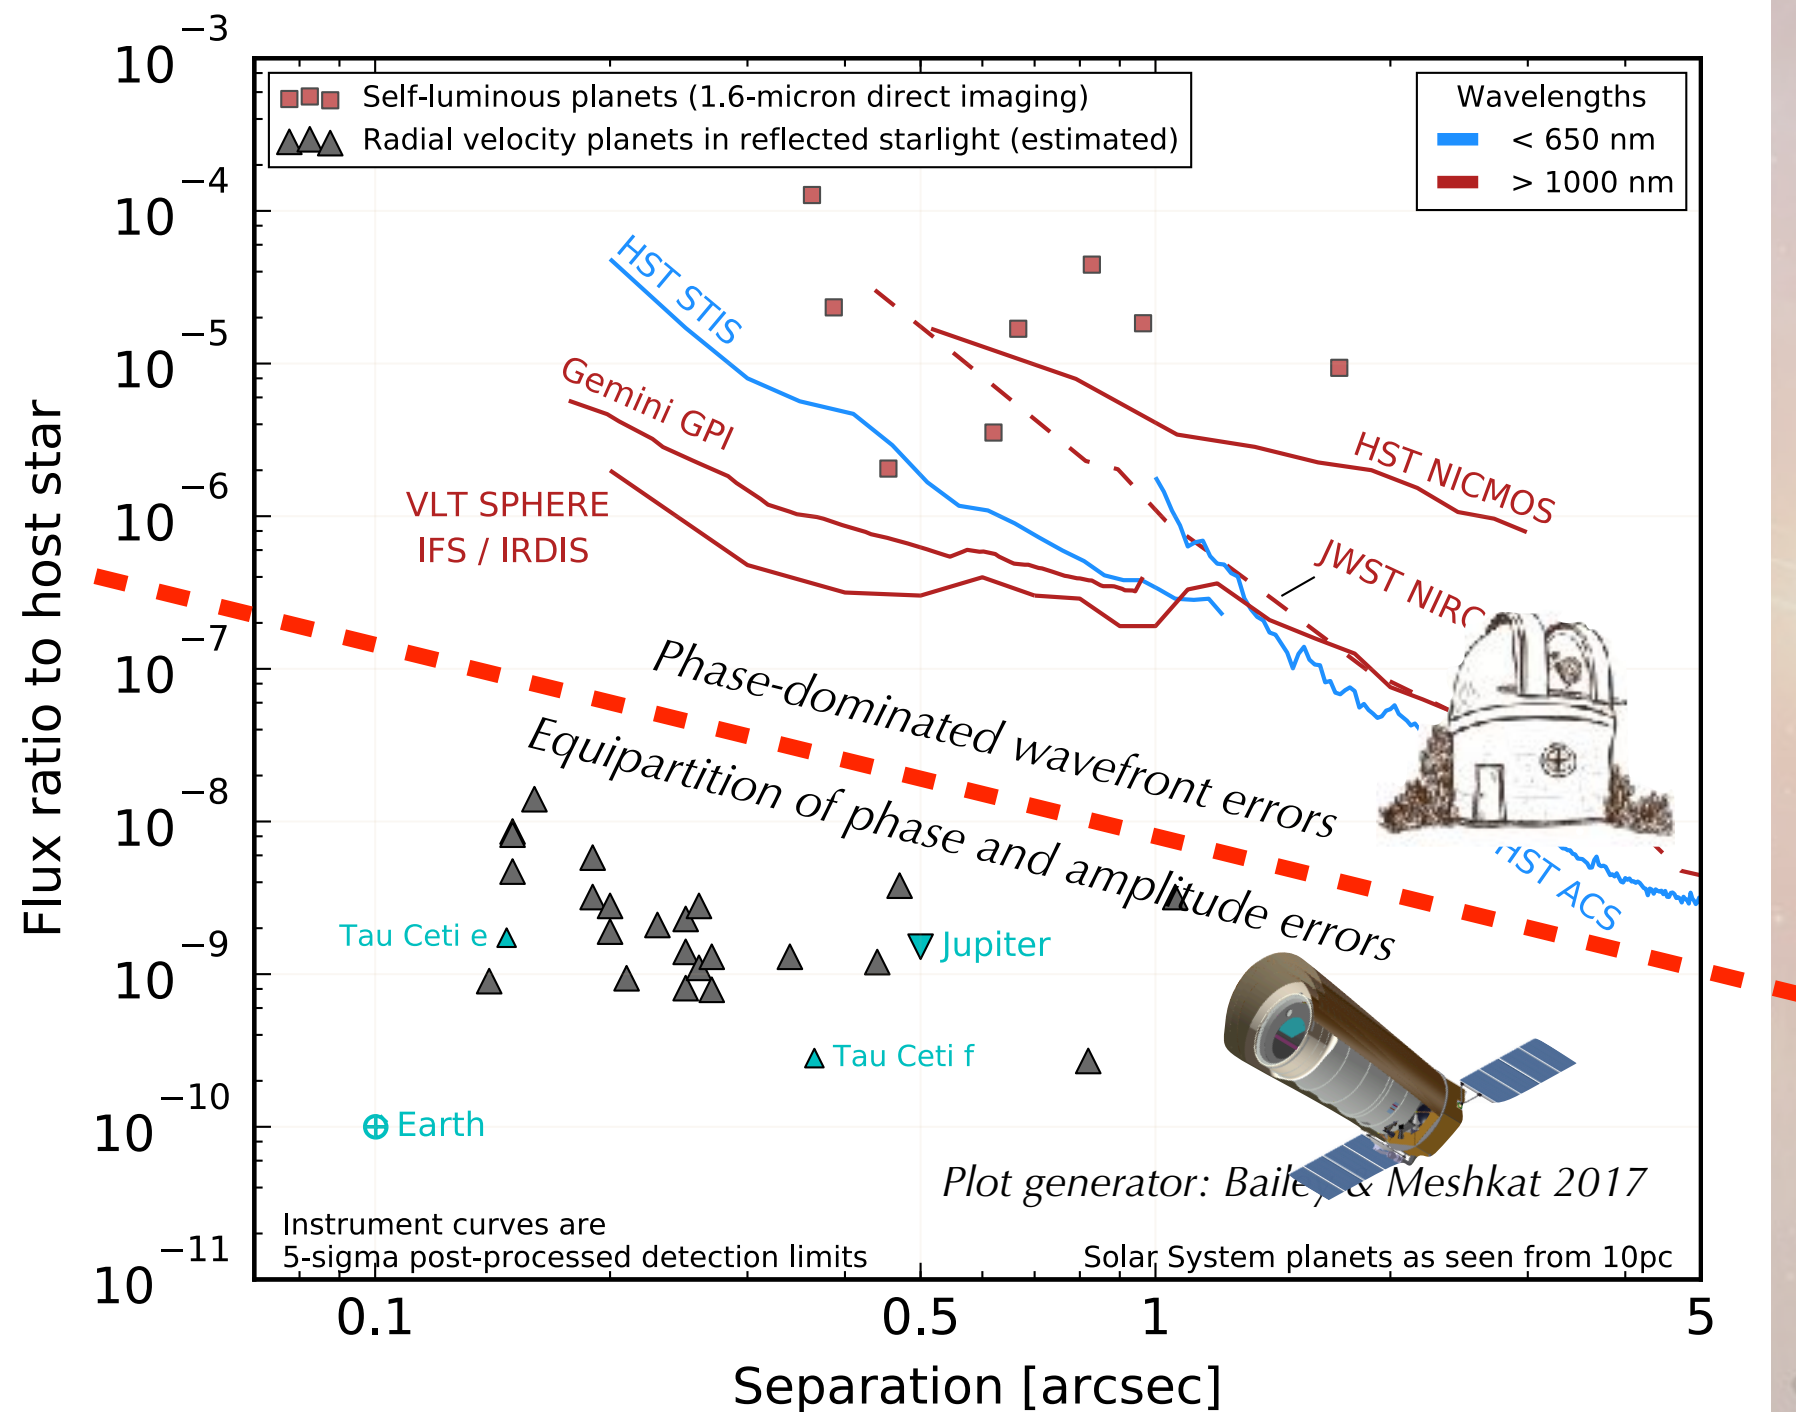 Flux ratio to host star
10⁻³
10⁻⁴
10⁻⁵
10⁻⁶
10⁻⁷
10⁻⁸
10⁻⁹
10⁻¹⁰
10⁻¹¹
Self-luminous planets (1.6-micron direct imaging)
Radial velocity planets in reflected starlight (estimated)
Wavelengths
< 650 nm
> 1000 nm
HST STIS
Gemini GPI
VLT SPHERE
IFS / IRDIS
HST NICMOS
JWST NIRC
Phase-dominated wavefront errors
Equipartition of phase and amplitude errors
HST ACS
Tau Ceti e
Jupiter
Tau Ceti f
Earth
Plot generator: Bailey & Meshkat 2017
Instrument curves are
5-sigma post-processed detection limits
Solar System planets as seen from 10pc
0.1
0.5
1
5
Separation [arcsec]